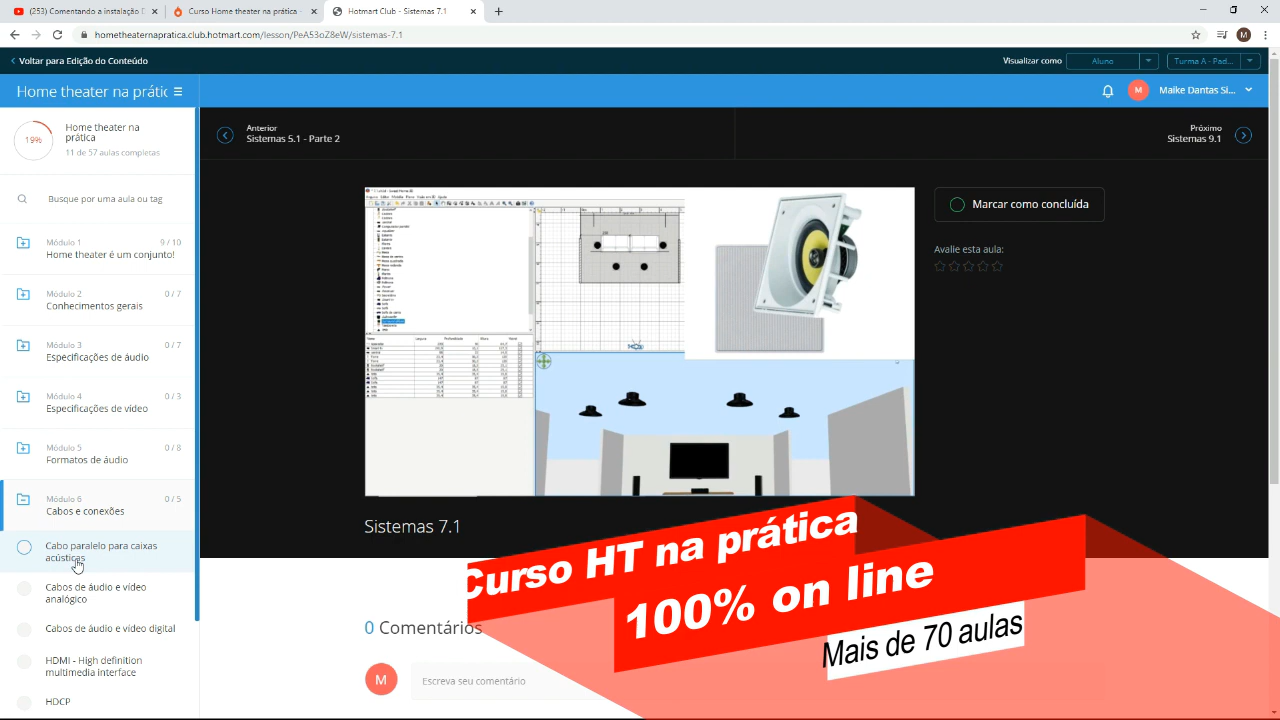 (253) Comentando a instalação D
Curso Home theater na prática -
Hotmart Club - Sistemas 7.1
hometheaternapratica.club.hotmart.com/lesson/PeA53oZ8eW/sistemas-7.1
M
Voltar para Edição do Conteúdo
Visualizar como
Aluno
Turma A - Pad...
Home theater na prátic
M
Maike Dantas Si...
19%
Home theater na
prática
11 de 57 aulas completas
Anterior
Sistemas 5.1 - Parte 2
Próximo
Sistemas 9.1
Busque por uma aula ou tag
Marcar como concluída
Avalie esta aula:
Módulo 1
9 / 10
Home theater em conjunto!
Módulo 2
0 / 7
Conhecimentos gerais
Módulo 3
0 / 7
Especificações de áudio
Módulo 4
0 / 3
Especificações de vídeo
Módulo 5
0 / 8
Formatos de áudio
Módulo 6
0 / 5
Cabos e conexões
Cabo paralelo para caixas
acústicas
Cabos de áudio e vídeo
analógico
Cabos de áudio e vídeo digital
HDMI - High definition
multimedia interface
HDCP
Sistemas 7.1
0 Comentários
M
Escreva seu comentário
Curso HT na prática
100% on line
Mais de 70 aulas